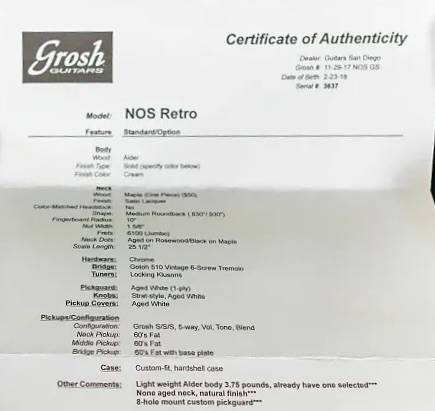 Grosh
GUITARS
Certificate of Authenticity
Dealer: Guitars San Diego
Grosh #: 11-29-17 NOS GS
Date of Birth: 2-23-18
Serial #: 3637
Model: NOS Retro
Feature Standard/Option
Body
Wood: Alder
Finish Type: Solid (specify color below)
Finish Color: Cream
Neck
Wood: Maple (One Piece) ($50)
Finish: Satin Lacquer
Color-Matched Headstock: No
Shape: Medium Roundback (.830"/.930")
Fingerboard Radius: 10"
Nut Width: 1 5/8"
Frets: 6100 (Jumbo)
Neck Dots: Aged on Rosewood/Black on Maple
Scale Length: 25 1/2"
Hardware: Chrome
Bridge: Gotoh 510 Vintage 6-Screw Tremolo
Tuners: Locking Klusons
Pickguard: Aged White (1-ply)
Knobs: Strat-style, Aged White
Pickup Covers: Aged White
Pickups/Configuration
Configuration: Grosh S/S/S, 5-way, Vol, Tone, Blend
Neck Pickup: 60's Fat
Middle Pickup: 60's Fat
Bridge Pickup: 60's Fat with base plate
Case: Custom-fit, hardshell case
Other Comments: Light weight Alder body 3.75 pounds, already have one selected***
None aged neck, natural finish***
8-hole mount custom pickguard***